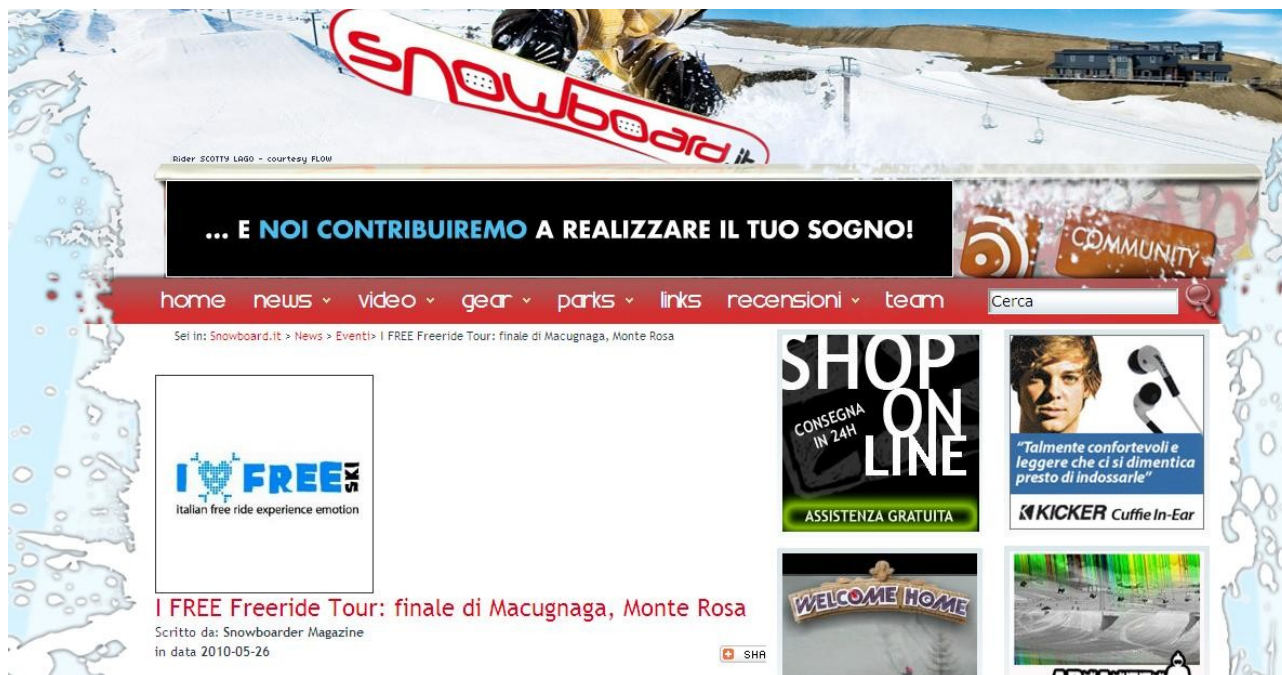 snowboard.it
Rider SCOTTY LAGO - courtesy FLOW
... E NOI CONTRIBUIREMO A REALIZZARE IL TUO SOGNO!
COMMUNITY
home news video gear parks links recensioni team Cerca
Sei in: Snowboard.it > News > Eventi> I FREE Freeride Tour: finale di Macugnaga, Monte Rosa
I FREE SKI
italian free ride experience emotion
I FREE Freeride Tour: finale di Macugnaga, Monte Rosa
Scritto da: Snowboarder Magazine
in data 2010-05-26
SHA
SHOP
ON
LINE
CONSEGNA
IN 24H
ASSISTENZA GRATUITA
"Talmente confortevoli e
leggere che ci si dimentica
presto di indossarle"
KICKER Cuffie In-Ear
WELCOME HOME